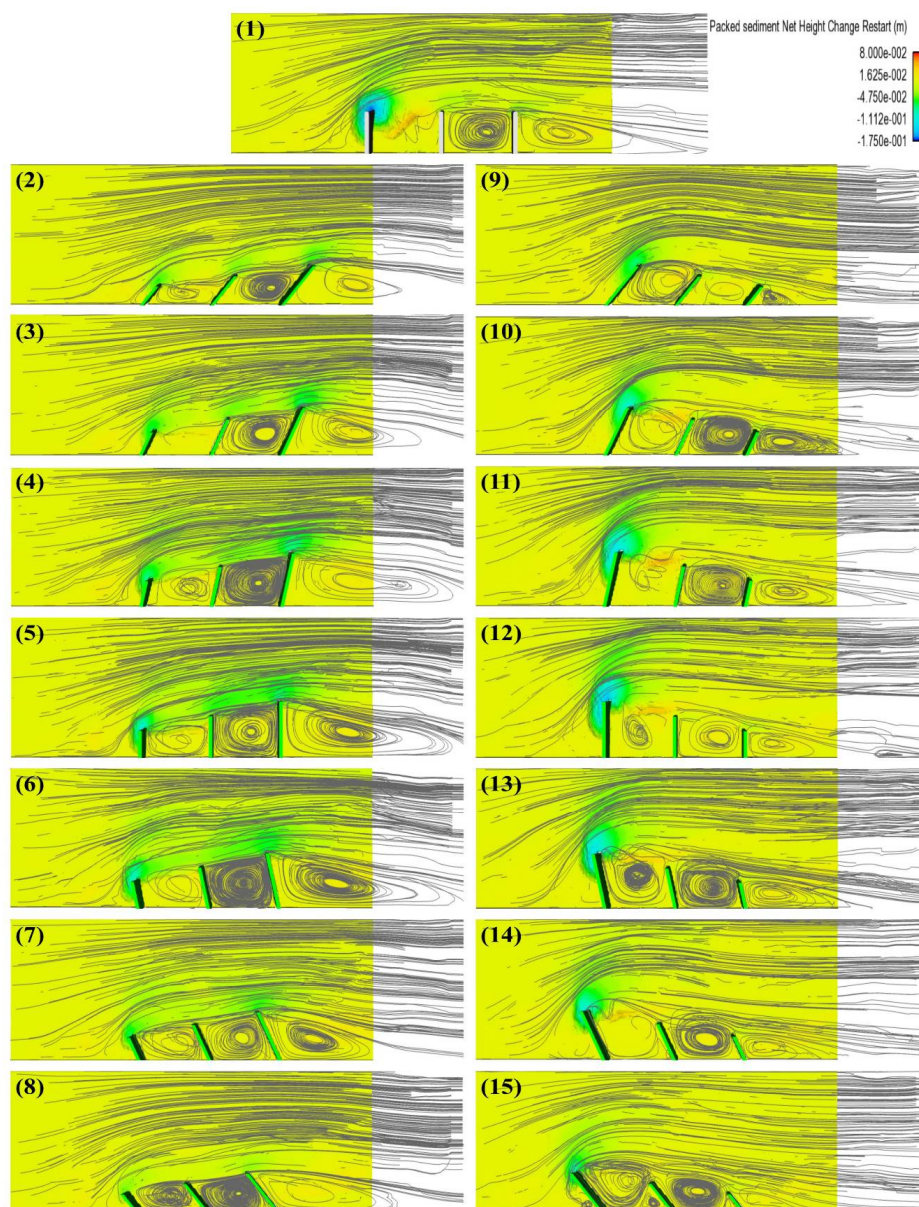 (1)
Packed sediment Net Height Change Restart (m)
8.000e-002
1.625e-002
-4.750e-002
-1.112e-001
-1.750e-001
(2)
(9)
(3)
(10)
(4)
(11)
(5)
(12)
(6)
(13)
(7)
(14)
(8)
(15)